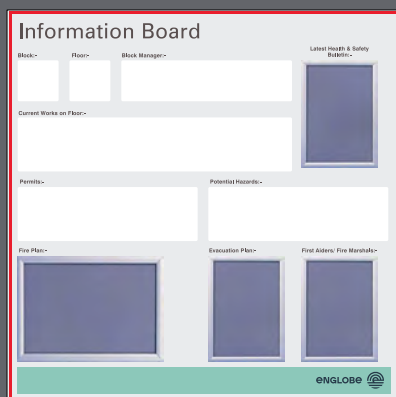 Information Board
Block:-
Floor:-
Block Manager:-
Latest Health & Safety
Bulletin:-
Current Works on Floor:-
Permits:-
Potential Hazards:-
Fire Plan:-
Evacuation Plan:-
First Aiders/ Fire Marshals:-
ENGLOBE